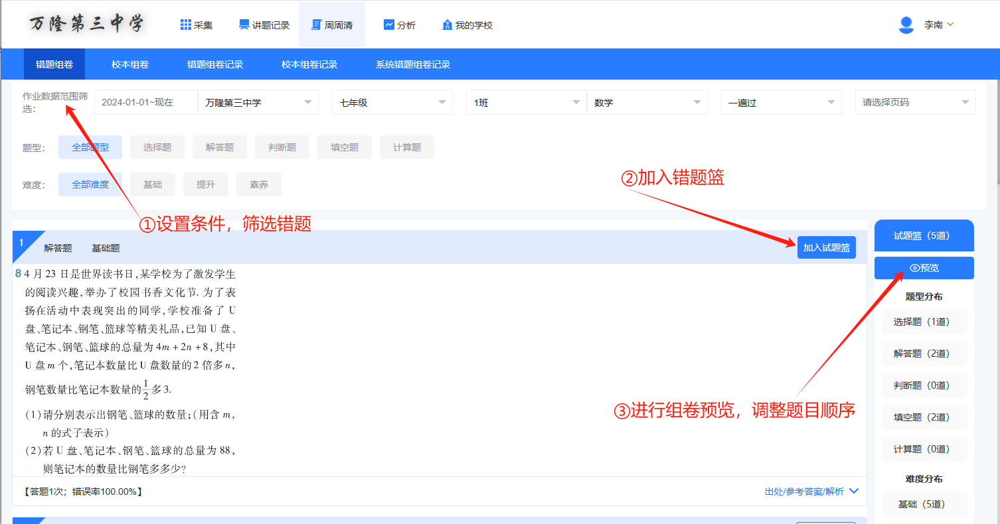 万隆第三中学
采集
讲题记录
周周清
分析
我的学校
李南
错题组卷
校本组卷
错题组卷记录
校本组卷记录
系统错题组卷记录
作业数据范围筛
选：
2024-01-01~现在
万隆第三中学
七年级
1班
数学
一遍过
请选择页码
题型：
全部题型
选择题
解答题
判断题
填空题
计算题
难度：
全部难度
基础
提升
素养
②加入错题篮
①设置条件，筛选错题
1
解答题
基础题
加入试题篮
8 4 月 23 日是世界读书日,某学校为了激发学生
的阅读兴趣,举办了校园书香文化节. 为了表
扬在活动中表现突出的同学,学校准备了 U
盘、笔记本、钢笔、篮球等精美礼品,已知 U 盘、
笔记本、钢笔、篮球的总量为 4m + 2n + 8,其中
U 盘 m 个,笔记本数量比 U 盘数量的 2 倍多 n,
钢笔数量比笔记本数量的 1/2 多 3.
(1)请分别表示出钢笔、篮球的数量;(用含 m,
n 的式子表示)
(2)若 U 盘、笔记本、钢笔、篮球的总量为 88,
则笔记本的数量比钢笔多多少?
【答题1次；错误率100.00%】
出处/参考答案/解析
试题篮（5道）
预览
题型分布
选择题（1道）
解答题（2道）
判断题（0道）
填空题（2道）
计算题（0道）
难度分布
基础（5道）
③进行组卷预览，调整题目顺序